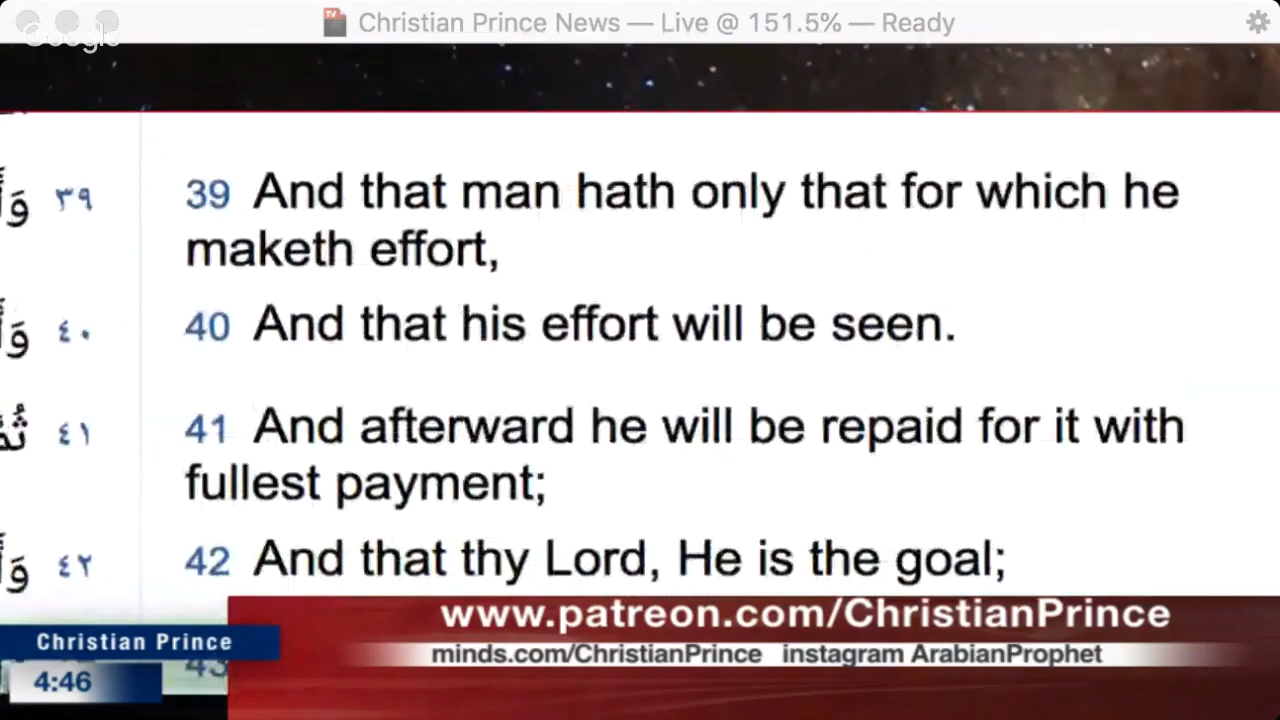 Christian Prince News — Live @ 151.5% — Ready
Google
٣٩ 39 And that man hath only that for which he
maketh effort,
٤٠ 40 And that his effort will be seen.
٤١ 41 And afterward he will be repaid for it with
fullest payment;
٤٢ 42 And that thy Lord, He is the goal;
www.patreon.com/ChristianPrince
Christian Prince
minds.com/ChristianPrince instagram ArabianProphet
43
4:46